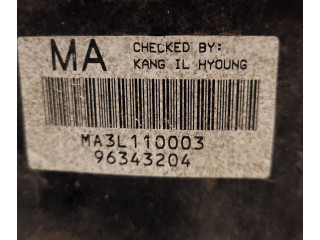 MA CHECKED BY:
KANG IL HYOUNG
MA3L110003
96343204